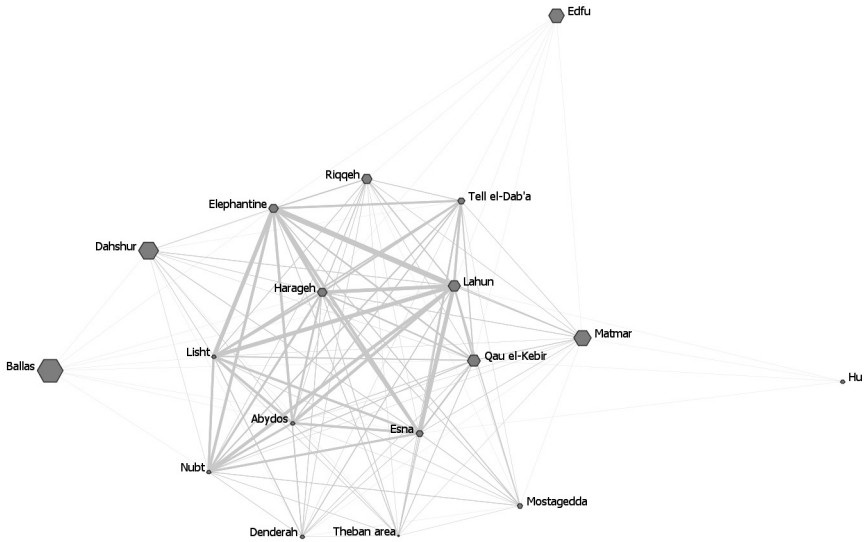 Edfu
Riqqeh
Tell el-Dab'a
Elephantine
Dahshur
Harageh
Lahun
Matmar
Lisht
Qau el-Kebir
Ballas
Hu
Abydos
Esna
Nubt
Mostagedda
Denderah
Theban area